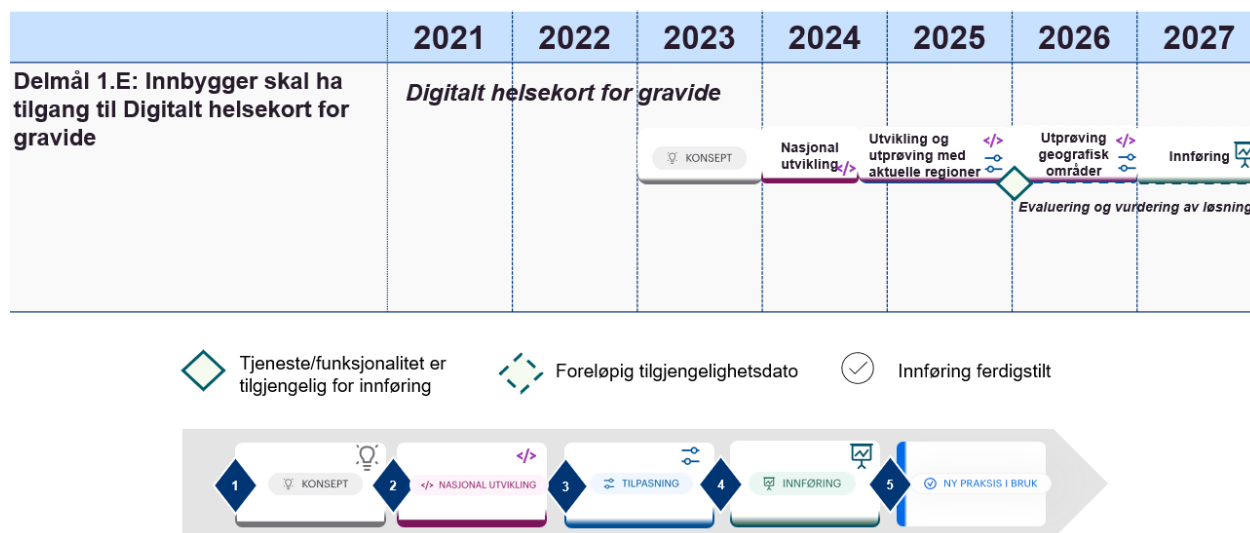 2021 2022 2023 2024 2025 2026 2027
Delmål 1.E: Innbygger skal ha
tilgang til Digitalt helsekort for
gravide
Digitalt helsekort for gravide
KONSEPT
Nasjonal
utvikling
</>
Utvikling og
utprøving med
aktuelle regioner
</>
Utprøving
geografisk
områder
</>
Innføring
Evaluering og vurdering av løsning
Tjeneste/funksjonalitet er
tilgjengelig for innføring
Foreløpig tilgjengelighetsdato
Innføring ferdigstilt
1
KONSEPT
2
</>
</> NASJONAL UTVIKLING
3
TILPASNING
4
INNFØRING
5
NY PRAKSIS I BRUK